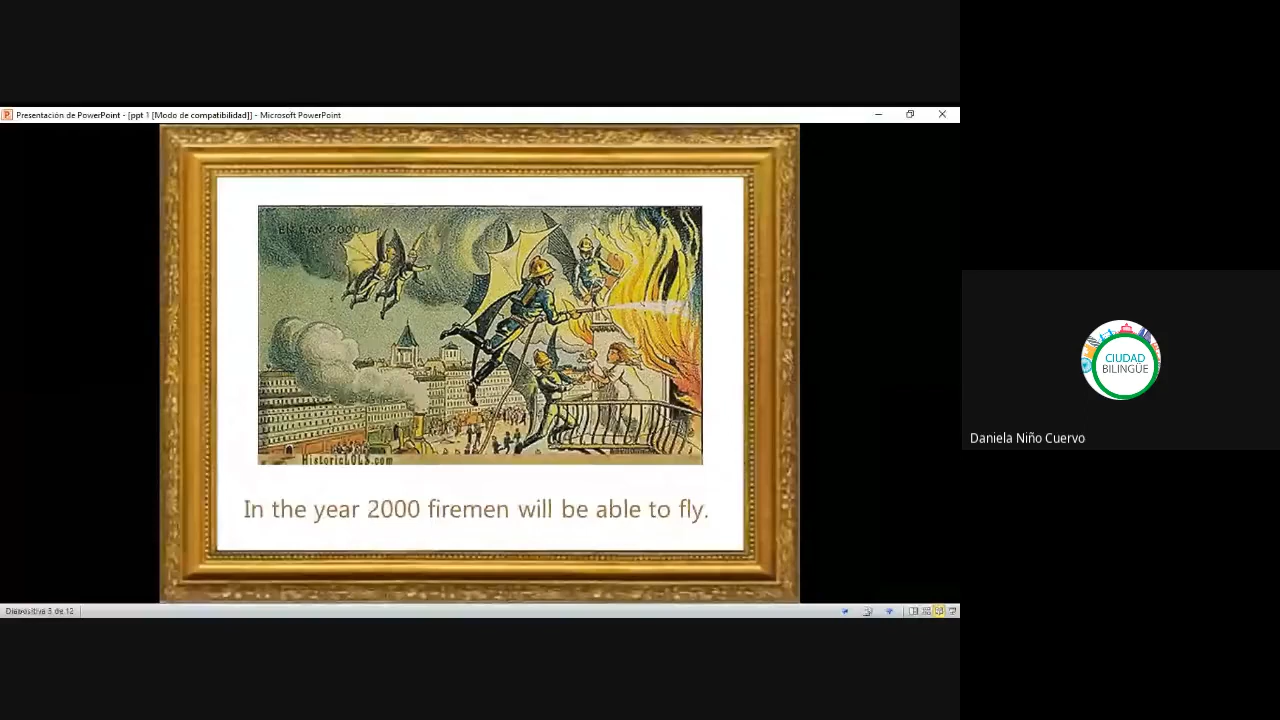 Presentación de PowerPoint - [ppt 1 [Modo de compatibilidad]] - Microsoft PowerPoint
EN L'AN 2000
HistoricLOLs.com
In the year 2000 firemen will be able to fly.
CIUDAD
BILINGÜE
Daniela Niño Cuervo
Diapositiva 3 de 12